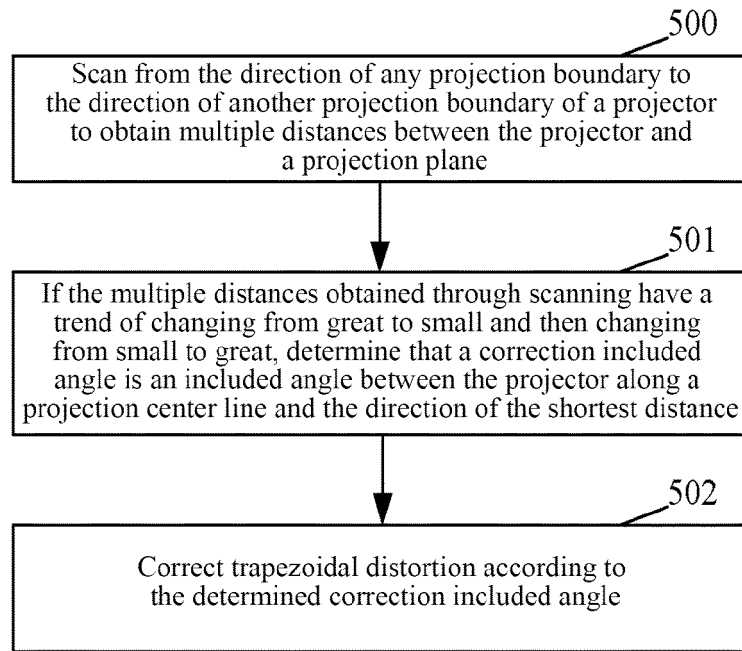 500
Scan from the direction of any projection boundary to
the direction of another projection boundary of a projector
to obtain multiple distances between the projector and
a projection plane
501
If the multiple distances obtained through scanning have a
trend of changing from great to small and then changing
from small to great, determine that a correction included
angle is an included angle between the projector along a
projection center line and the direction of the shortest distance
502
Correct trapezoidal distortion according to
the determined correction included angle